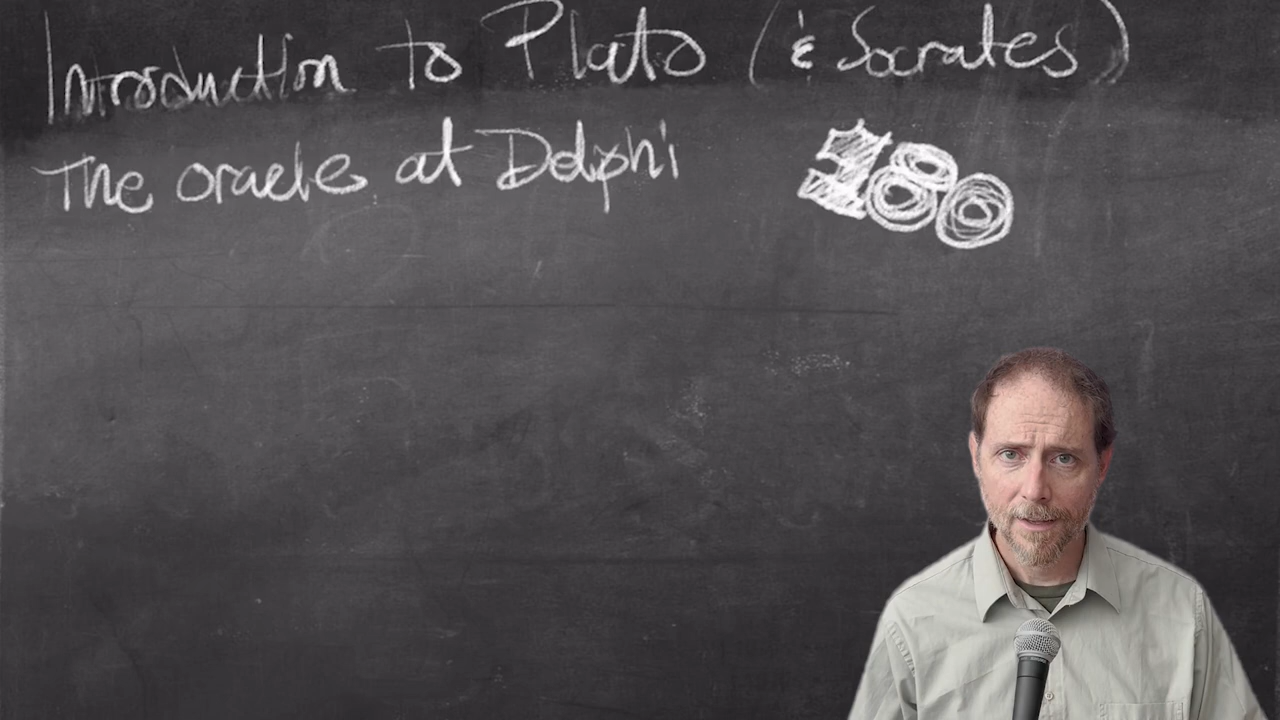 Introduction to Plato (& Socrates)
The oracle at Delphi
180